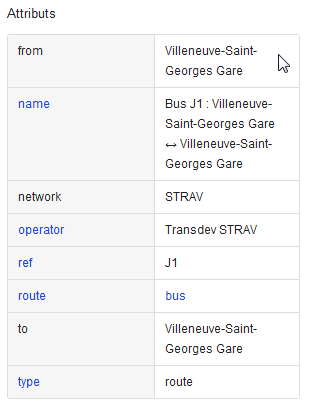 Attributs
from Villeneuve-Saint-
Georges Gare
name Bus J1 : Villeneuve-
Saint-Georges Gare
↔ Villeneuve-Saint-
Georges Gare
network STRAV
operator Transdev STRAV
ref J1
route bus
to Villeneuve-Saint-
Georges Gare
type route